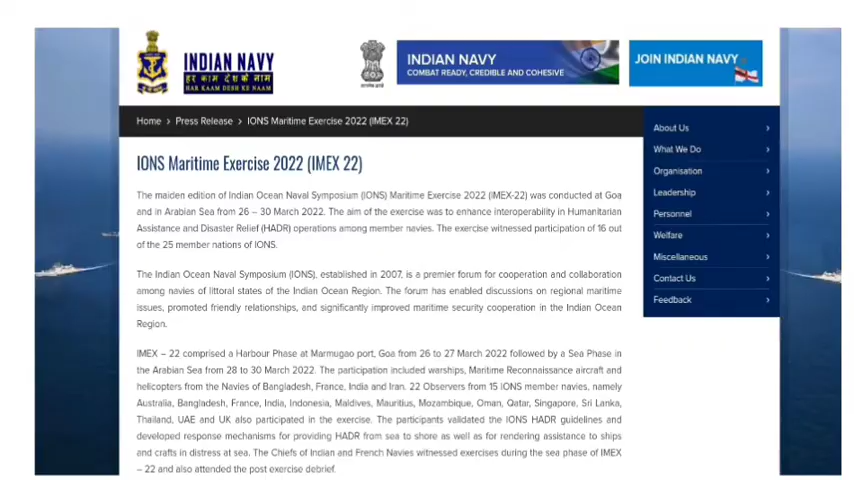 INDIAN NAVY
हर काम देश के नाम
HAR KAAM DESH KE NAAM
सत्यमेव जयते
INDIAN NAVY
COMBAT READY, CREDIBLE AND COHESIVE
JOIN INDIAN NAVY
Home > Press Release > IONS Maritime Exercise 2022 (IMEX 22)
IONS Maritime Exercise 2022 (IMEX 22)
The maiden edition of Indian Ocean Naval Symposium (IONS) Maritime Exercise 2022 (IMEX-22) was conducted at Goa
and in Arabian Sea from 26 – 30 March 2022. The aim of the exercise was to enhance interoperability in Humanitarian
Assistance and Disaster Relief (HADR) operations among member navies. The exercise witnessed participation of 16 out
of the 25 member nations of IONS.
The Indian Ocean Naval Symposium (IONS), established in 2007, is a premier forum for cooperation and collaboration
among navies of littoral states of the Indian Ocean Region. The forum has enabled discussions on regional maritime
issues, promoted friendly relationships, and significantly improved maritime security cooperation in the Indian Ocean
Region.
IMEX – 22 comprised a Harbour Phase at Marmugao port, Goa from 26 to 27 March 2022 followed by a Sea Phase in
the Arabian Sea from 28 to 30 March 2022. The participation included warships, Maritime Reconnaissance aircraft and
helicopters from the Navies of Bangladesh, France, India and Iran. 22 Observers from 15 IONS member navies, namely
Australia, Bangladesh, France, India, Indonesia, Maldives, Mauritius, Mozambique, Oman, Qatar, Singapore, Sri Lanka,
Thailand, UAE and UK also participated in the exercise. The participants validated the IONS HADR guidelines and
developed response mechanisms for providing HADR from sea to shore as well as for rendering assistance to ships
and crafts in distress at sea. The Chiefs of Indian and French Navies witnessed exercises during the sea phase of IMEX
– 22 and also attended the post exercise debrief.
About Us >
What We Do >
Organisation >
Leadership >
Personnel >
Welfare >
Miscellaneous >
Contact Us >
Feedback >